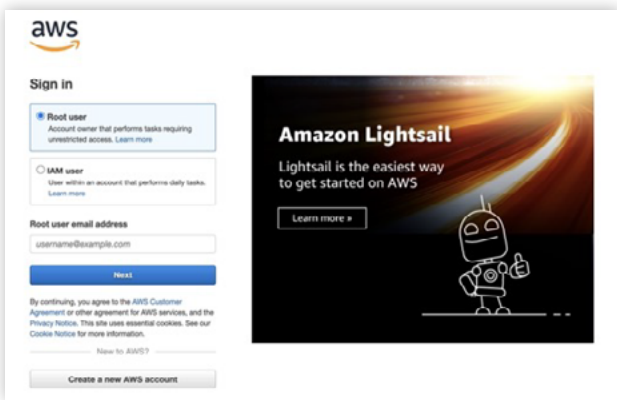 aws
Sign in
Root user
Account owner that performs tasks requiring
unrestricted access. Learn more
IAM user
User within an account that performs daily tasks.
Learn more
Root user email address
username@example.com
Next
By continuing, you agree to the AWS Customer
Agreement or other agreement for AWS services, and the
Privacy Notice. This site uses essential cookies. See our
Cookie Notice for more information.
New to AWS?
Create a new AWS account
Amazon Lightsail
Lightsail is the easiest way
to get started on AWS
Learn more »